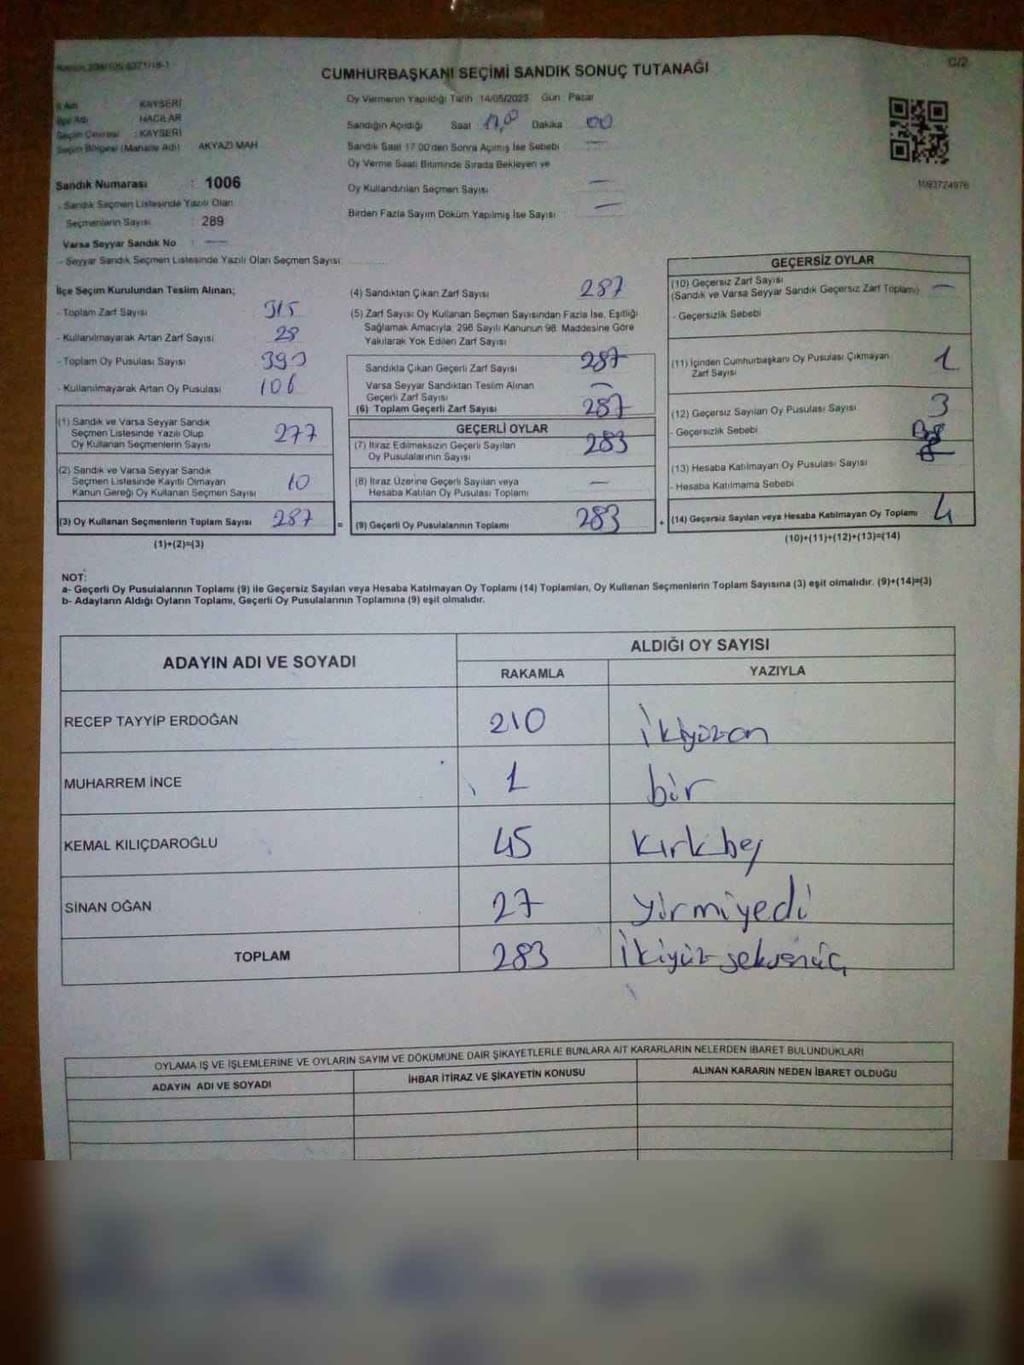 CUMHURBAŞKANI SEÇİMİ SANDIK SONUÇ TUTANAĞI
C/2
İl Adı KAYSERİ
İlçe Adı HACILAR
Seçim Çevresi : KAYSERİ
Seçim Bölgesi (Mahalle Adı) AKYAZI MAH
Sandık Numarası : 1006
- Sandık Seçmen Listesinde Yazılı Olan
Seçmenlerin Sayısı : 289
Varsa Seyyar Sandık No : —
- Seyyar Sandık Seçmen Listesinde Yazılı Olan Seçmen Sayısı
Oy Vermenin Yapıldığı Tarih 14/05/2023 Gün Pazar
Sandığın Açıldığı Saat 17,00 Dakika 00
Sandık Saat 17.00'den Sonra Açılmış İse Sebebi —
Oy Verme Saati Bitiminde Sırada Bekleyen ve
Oy Kullandırılan Seçmen Sayısı —
Birden Fazla Sayım Döküm Yapılmış İse Sayısı —
1093724976
İlçe Seçim Kurulundan Teslim Alınan;
- Toplam Zarf Sayısı 315
- Kullanılmayarak Artan Zarf Sayısı 28
- Toplam Oy Pusulası Sayısı
- Kullanılmayarak Artan Oy Pusulası 106
(1) Sandık ve Varsa Seyyar Sandık
Seçmen Listesinde Yazılı Olup
Oy Kullanan Seçmenlerin Sayısı 277
(2) Sandık ve Varsa Seyyar Sandık
Seçmen Listesinde Kayıtlı Olmayan
Kanun Gereği Oy Kullanan Seçmen Sayısı 10
(3) Oy Kullanan Seçmenlerin Toplam Sayısı 287 =
(1)+(2)=(3)
(4) Sandıktan Çıkan Zarf Sayısı 287
(5) Zarf Sayısı Oy Kullanan Seçmen Sayısından Fazla İse, Eşitliği
Sağlamak Amacıyla, 298 Sayılı Kanunun 98. Maddesine Göre
Yakılarak Yok Edilen Zarf Sayısı
Sandıkta Çıkan Geçerli Zarf Sayısı 287
Varsa Seyyar Sandıktan Teslim Alınan
Geçerli Zarf Sayısı —
(6) Toplam Geçerli Zarf Sayısı 287
GEÇERLİ OYLAR
(7) İtiraz Edilmeksizin Geçerli Sayılan
Oy Pusulalarının Sayısı 283
(8) İtiraz Üzerine Geçerli Sayılan veya
Hesaba Katılan Oy Pusulası Toplamı —
(9) Geçerli Oy Pusulalarının Toplamı 283 +
GEÇERSİZ OYLAR
(10) Geçersiz Zarf Sayısı
(Sandık ve Varsa Seyyar Sandık Geçersiz Zarf Toplamı) —
- Geçersizlik Sebebi
(11) İçinden Cumhurbaşkanı Oy Pusulası Çıkmayan
Zarf Sayısı 1
(12) Geçersiz Sayılan Oy Pusulası Sayısı 3
- Geçersizlik Sebebi
(13) Hesaba Katılmayan Oy Pusulası Sayısı
- Hesaba Katılmama Sebebi
(14) Geçersiz Sayılan veya Hesaba Katılmayan Oy Toplamı 4
(10)+(11)+(12)+(13)=(14)
NOT:
a- Geçerli Oy Pusulalarının Toplamı (9) ile Geçersiz Sayılan veya Hesaba Katılmayan Oy Toplamı (14) Toplamları, Oy Kullanan Seçmenlerin Toplam Sayısına (3) eşit olmalıdır. (9)+(14)=(3)
b- Adayların Aldığı Oyların Toplamı, Geçerli Oy Pusulalarının Toplamına (9) eşit olmalıdır.
ADAYIN ADI VE SOYADI ALDIĞI OY SAYISI
RAKAMLA YAZIYLA
RECEP TAYYİP ERDOĞAN 210 İkiyüzon
MUHARREM İNCE 1 bir
KEMAL KILIÇDAROĞLU 45 kırkbeş
SİNAN OĞAN 27 yirmiyedi
TOPLAM 283 İkiyüzseksenüç
OYLAMA İŞ VE İŞLEMLERİNE VE OYLARIN SAYIM VE DÖKÜMÜNE DAİR ŞİKAYETLERLE BUNLARA AİT KARARLARIN NELERDEN İBARET BULUNDUKLARI
ADAYIN ADI VE SOYADI İHBAR İTİRAZ VE ŞİKAYETİN KONUSU ALINAN KARARIN NEDEN İBARET OLDUĞU